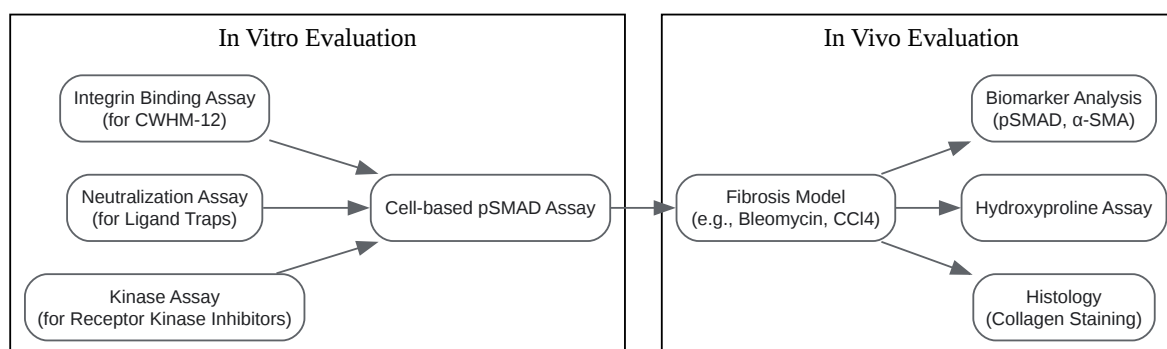 In Vitro Evaluation
Integrin Binding Assay
(for CWHM-12)
Neutralization Assay
(for Ligand Traps)
Kinase Assay
(for Receptor Kinase Inhibitors)
Cell-based pSMAD Assay
In Vivo Evaluation
Fibrosis Model
(e.g., Bleomycin, CCl4)
Biomarker Analysis
(pSMAD, α-SMA)
Hydroxyproline Assay
Histology
(Collagen Staining)